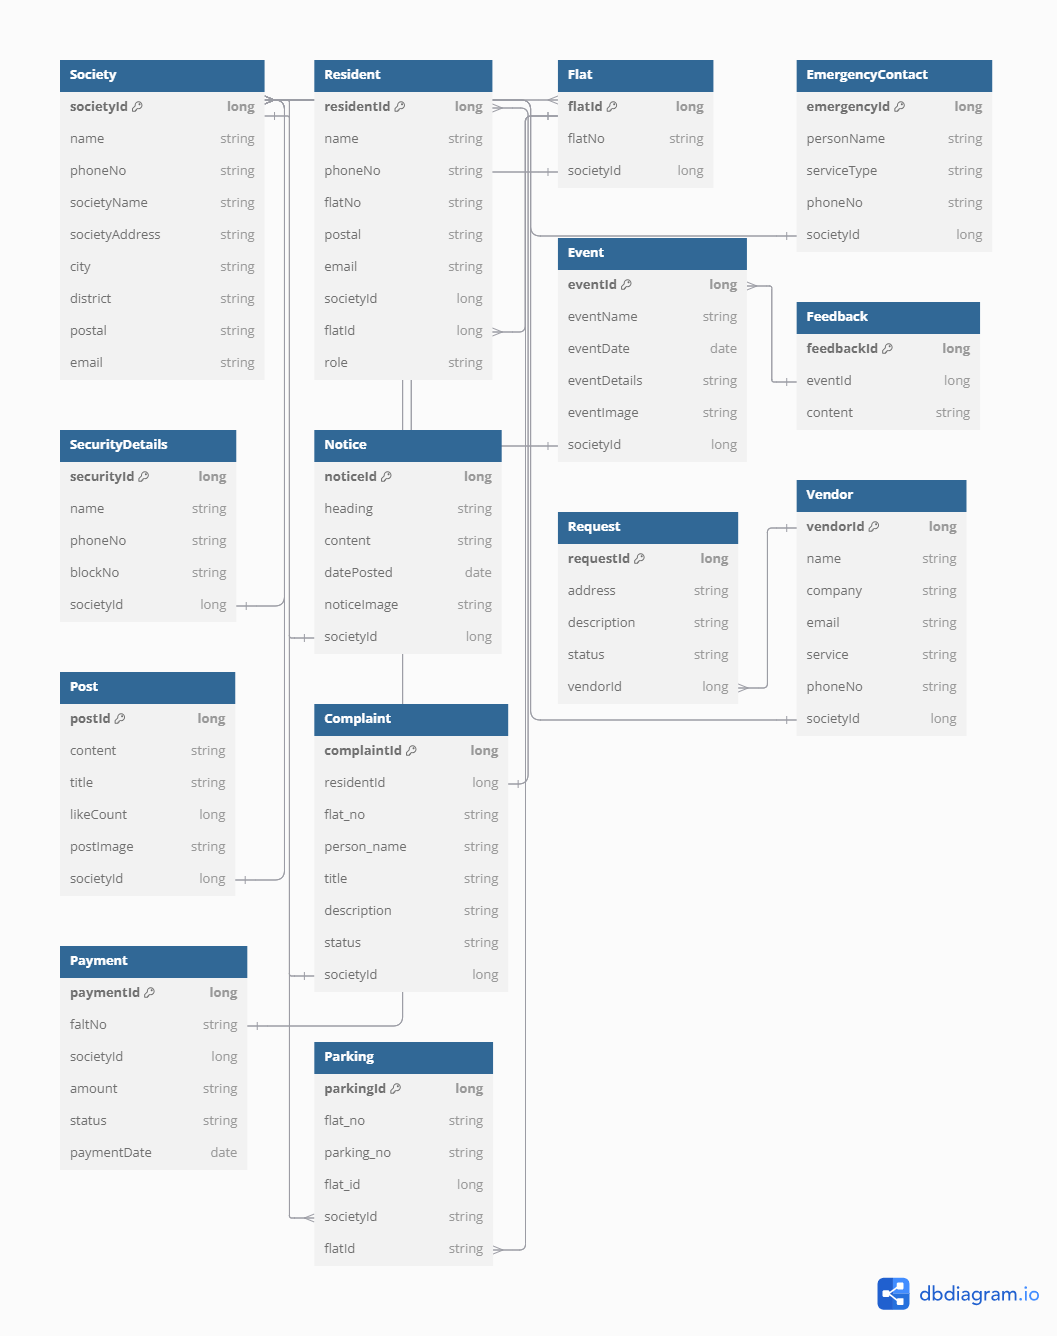 Society
societyId long
name string
phoneNo string
societyName string
societyAddress string
city string
district string
postal string
email string
Resident
residentId long
name string
phoneNo string
flatNo string
postal string
email string
societyId long
flatId long
role string
Flat
flatId long
flatNo string
societyId long
EmergencyContact
emergencyId long
personName string
serviceType string
phoneNo string
societyId long
Event
eventId long
eventName string
eventDate date
eventDetails string
eventImage string
societyId long
Feedback
feedbackId long
eventId long
content string
SecurityDetails
securityId long
name string
phoneNo string
blockNo string
societyId long
Notice
noticeId long
heading string
content string
datePosted date
noticeImage string
societyId long
Request
requestId long
address string
description string
status string
vendorId long
Vendor
vendorId long
name string
company string
email string
service string
phoneNo string
societyId long
Post
postId long
content string
title string
likeCount long
postImage string
societyId long
Complaint
complaintId long
residentId long
flat_no string
person_name string
title string
description string
status string
societyId long
Payment
paymentId long
faltNo string
societyId long
amount string
status string
paymentDate date
Parking
parkingId long
flat_no string
parking_no string
flat_id long
societyId string
flatId string
dbdiagram.io